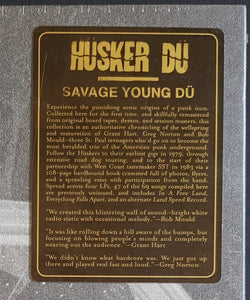 HÜSKER DÜ
SAVAGE YOUNG DÜ
Experience the punishing sonic origins of a punk icon.
Collected here for the first time, and skillfully remastered
from original board tapes, demos, and session masters, this
collection is an authoritative chronicling of the wellspring
and maturation of Grant Hart, Greg Norton and Bob
Mould—three St. Paul teenagers who'd go on to become the
most heralded trio of the American punk underground.
Follow the Hüskers to their earliest gigs in 1979, through
extensive road dog touring, and to the start of their
partnership with West Coast tastemaker SST in 1983 via a
108-page hardbound book crammed full of photos, flyers,
and a sprawling essay with participation from the band.
Spread across four LPs, 47 of the 69 songs compiled here
are previously unissued, and includes In A Free Land,
Everything Falls Apart, and an alternate Land Speed Record.
"We created this blistering wall of sound—bright white
radio static with occasional melody."—Bob Mould
"It was like rolling down a hill aware of the bumps, but
focusing on blowing people's minds and completely
wearing out the audience." —Grant Hart
"We didn't know what hardcore was. We just got up
there and played real fast and loud."—Greg Norton